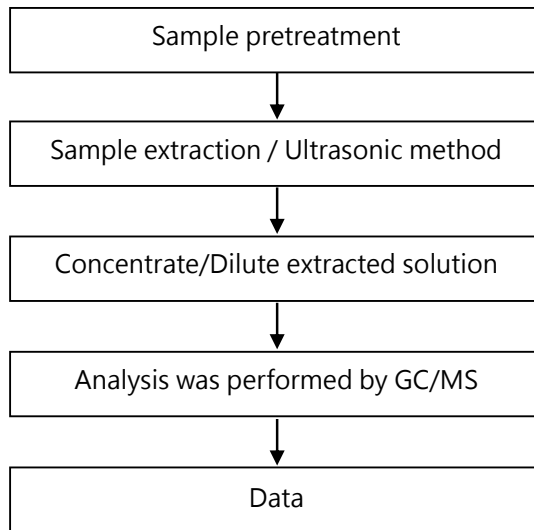 Sample pretreatment
Sample extraction / Ultrasonic method
Concentrate/Dilute extracted solution
Analysis was performed by GC/MS
Data